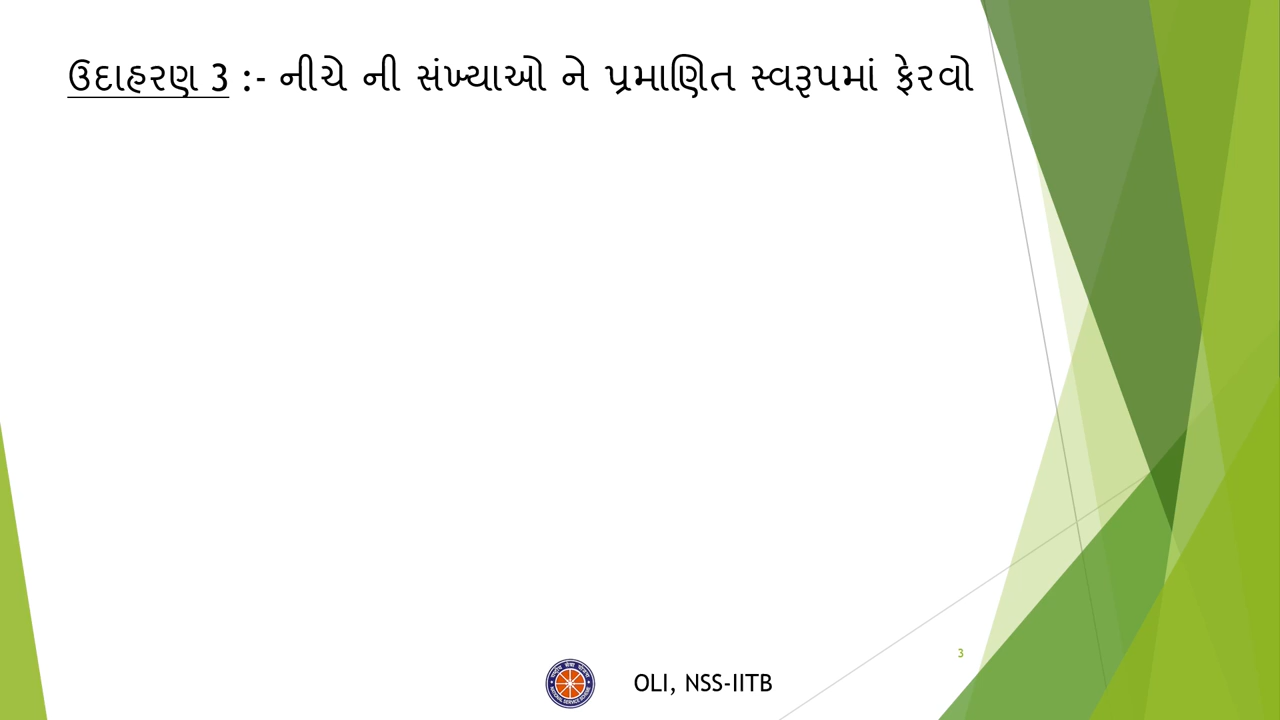 ઉદાહરણ 3 :- નીચે ની સંખ્યાઓ ને પ્રમાણિત સ્વરૂપમાં ફેરવો
3
OLI, NSS-IITB